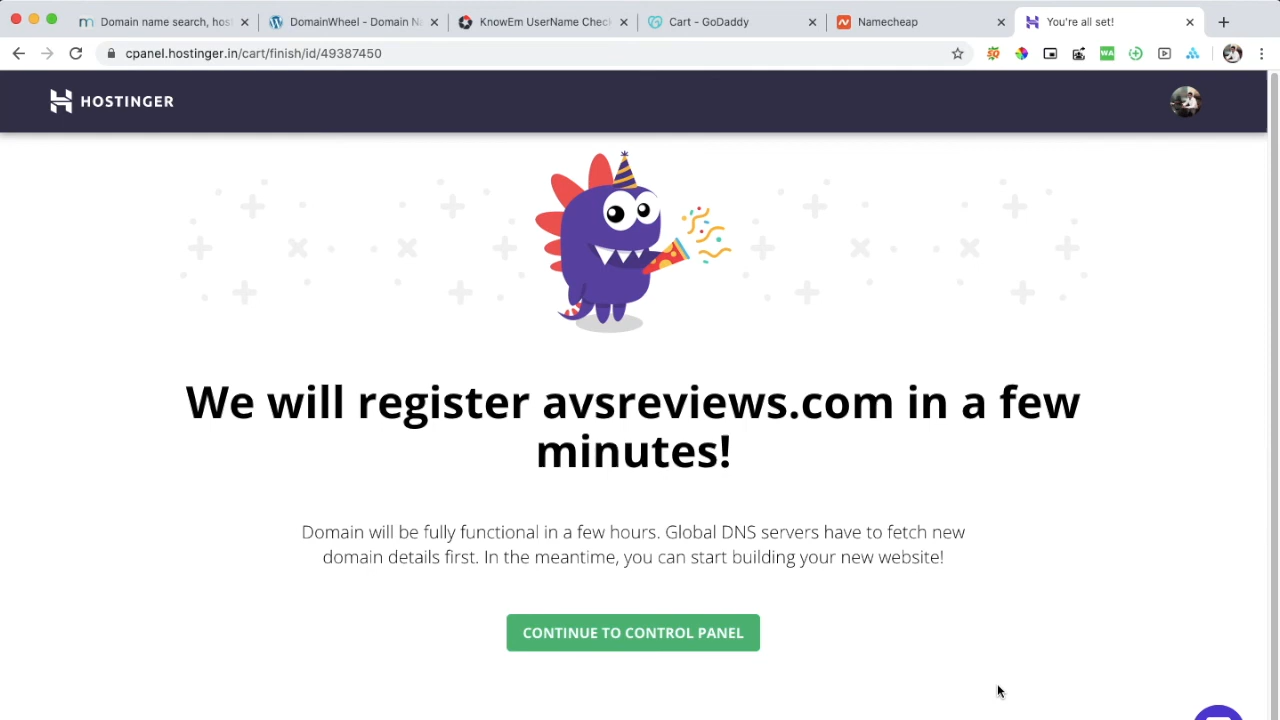 Domain name search, hos
DomainWheel - Domain N
KnowEm UserName Chec
Cart - GoDaddy
Namecheap
You're all set!
cpanel.hostinger.in/cart/finish/id/49387450
HOSTINGER
We will register avsreviews.com in a few
minutes!
Domain will be fully functional in a few hours. Global DNS servers have to fetch new
domain details first. In the meantime, you can start building your new website!
CONTINUE TO CONTROL PANEL